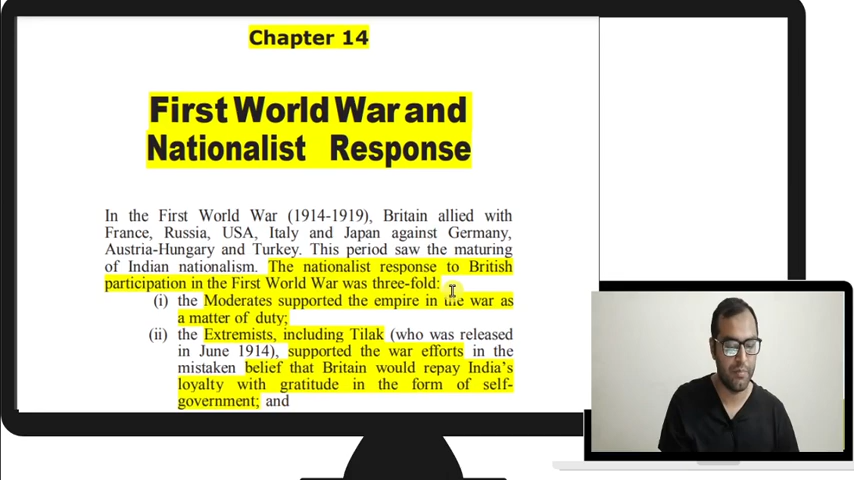 Chapter 14
First World War and
Nationalist Response
In the First World War (1914-1919), Britain allied with
France, Russia, USA, Italy and Japan against Germany,
Austria-Hungary and Turkey. This period saw the maturing
of Indian nationalism. The nationalist response to British
participation in the First World War was three-fold:
(i) the Moderates supported the empire in the war as
a matter of duty;
(ii) the Extremists, including Tilak (who was released
in June 1914), supported the war efforts in the
mistaken belief that Britain would repay India's
loyalty with gratitude in the form of self-
government; and